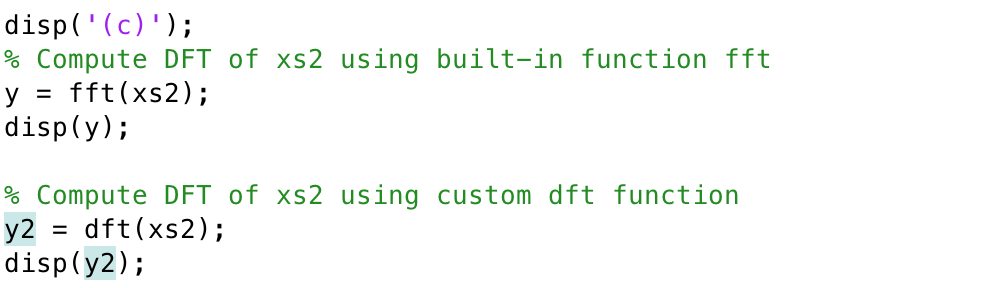 disp('(c)');
% Compute DFT of xs2 using built-in function fft
y = fft(xs2);
disp(y);
% Compute DFT of xs2 using custom dft function
y2 = dft(xs2);
disp(y2);